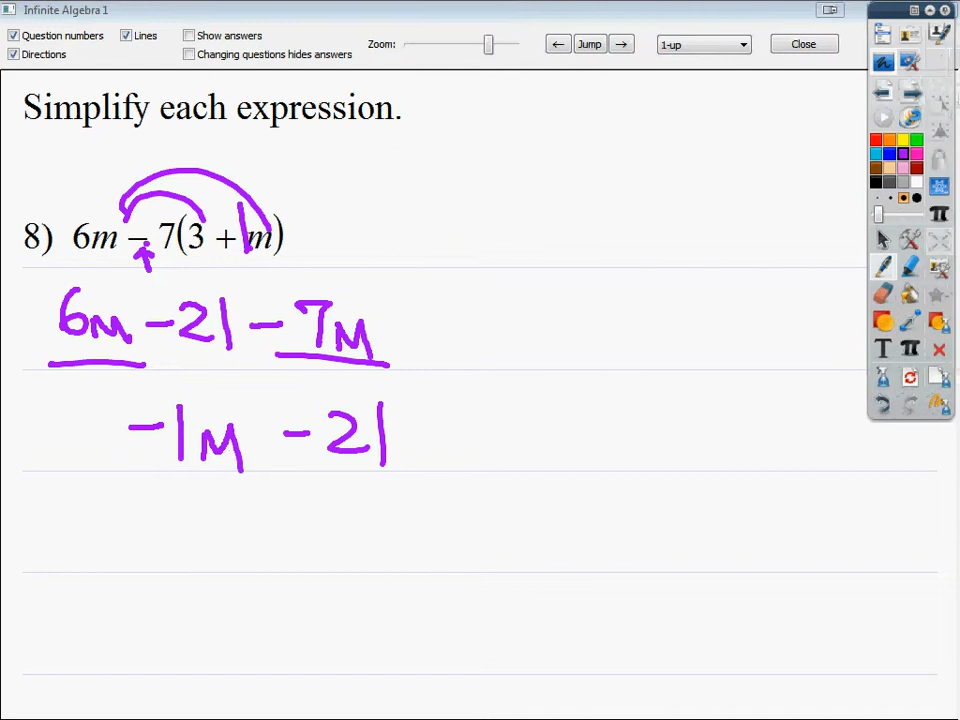 Infinite Algebra 1
Question numbers Lines Show answers Zoom: Jump 1-up Close
Directions Changing questions hides answers
Simplify each expression.
8) 6m − 7(3 + 1m)
6m −21 −7m
−1m −21
T π
π